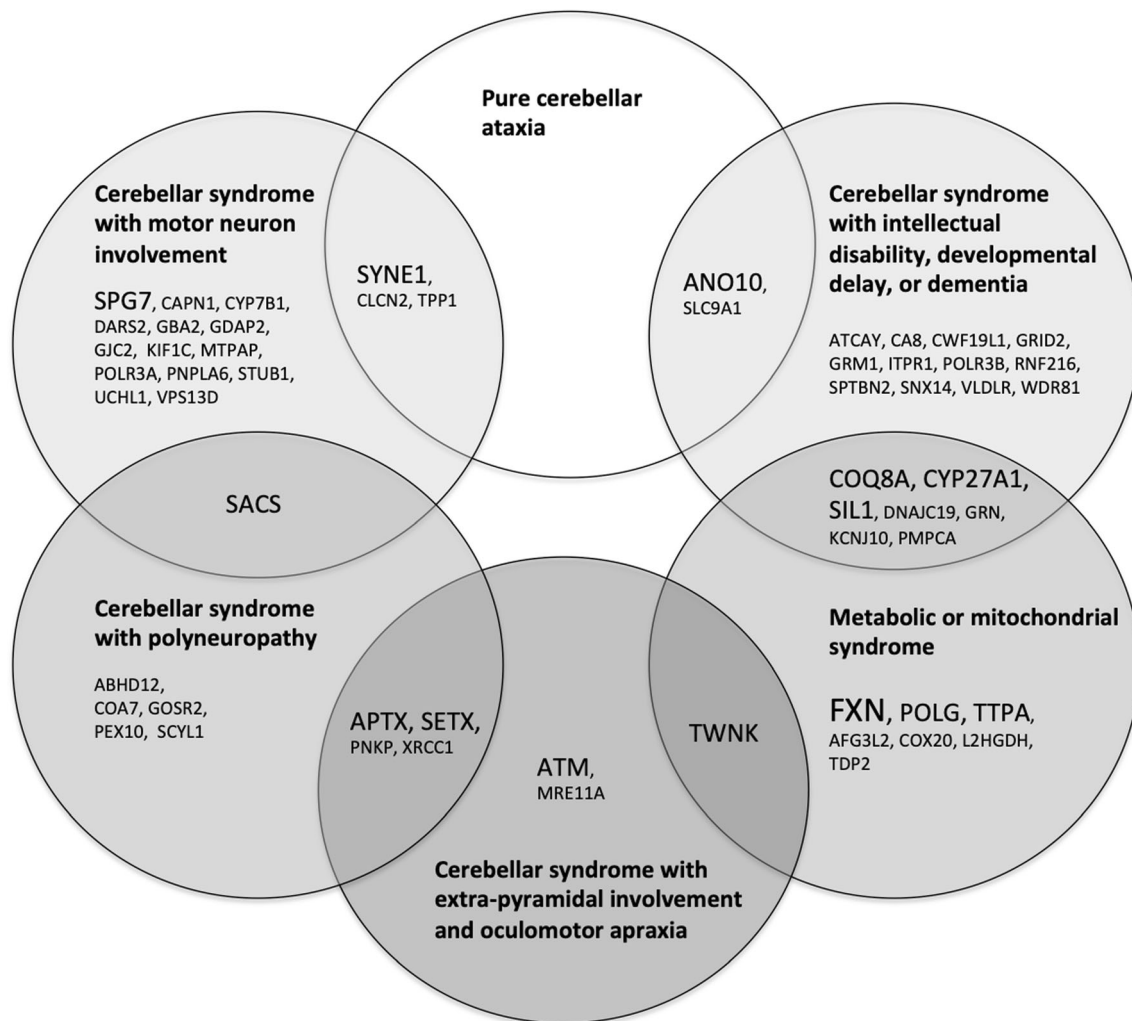 Pure cerebellar
ataxia
Cerebellar syndrome
with motor neuron
involvement
SPG7, CAPN1, CYP7B1,
DARS2, GBA2, GDAP2,
GJC2, KIF1C, MTPAP,
POLR3A, PNPLA6, STUB1,
UCHL1, VPS13D
SYNE1,
CLCN2, TPP1
ANO10,
SLC9A1
Cerebellar syndrome
with intellectual
disability, developmental
delay, or dementia
ATCAY, CA8, CWF19L1, GRID2,
GRM1, ITPR1, POLR3B, RNF216,
SPTBN2, SNX14, VLDLR, WDR81
SACS
COQ8A, CYP27A1,
SIL1, DNAJC19, GRN,
KCNJ10, PMPCA
Cerebellar syndrome
with polyneuropathy
ABHD12,
COA7, GOSR2,
PEX10, SCYL1
APTX, SETX,
PNKP, XRCC1
ATM,
MRE11A
Cerebellar syndrome with
extra-pyramidal involvement
and oculomotor apraxia
TWNK
Metabolic or mitochondrial
syndrome
FXN, POLG, TTPA,
AFG3L2, COX20, L2HGDH,
TDP2